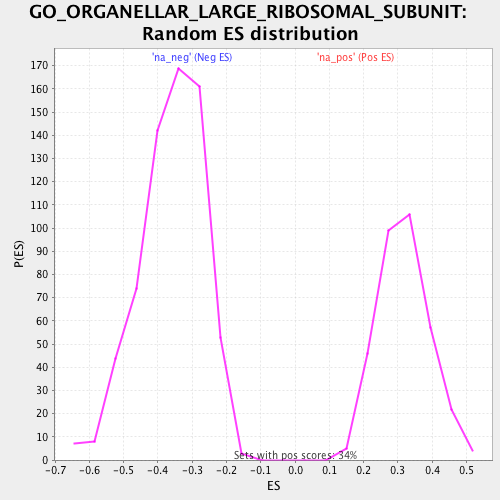 GO_ORGANELLAR_LARGE_RIBOSOMAL_SUBUNIT:
Random ES distribution
'na_neg' (Neg ES) 'na_pos' (Pos ES)
170
160
150
140
130
120
110
100
90
80
70
60
50
40
30
20
10
0
P(ES)
Sets with pos scores: 34%
-0.7 -0.6 -0.5 -0.4 -0.3 -0.2 -0.1 0.0 0.1 0.2 0.3 0.4 0.5
ES